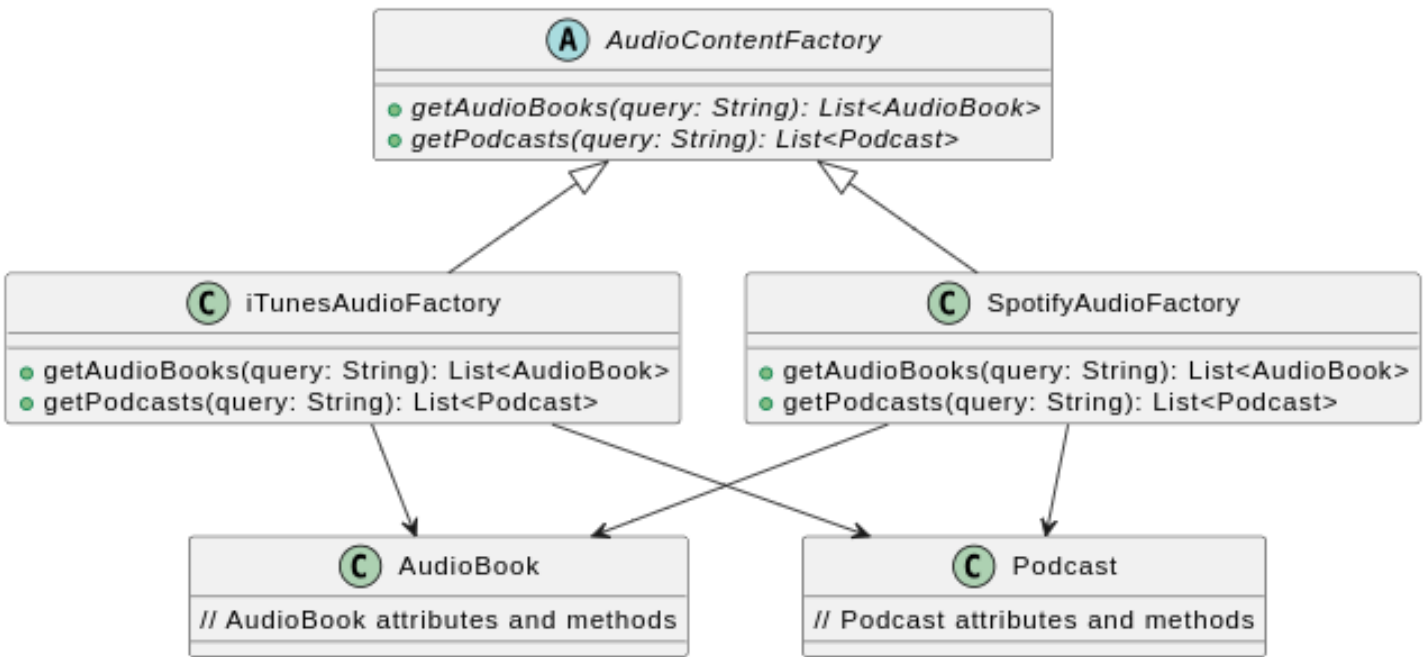 A AudioContentFactory
getAudioBooks(query: String): List<AudioBook>
getPodcasts(query: String): List<Podcast>
C iTunesAudioFactory
getAudioBooks(query: String): List<AudioBook>
getPodcasts(query: String): List<Podcast>
C SpotifyAudioFactory
getAudioBooks(query: String): List<AudioBook>
getPodcasts(query: String): List<Podcast>
C AudioBook
// AudioBook attributes and methods
C Podcast
// Podcast attributes and methods